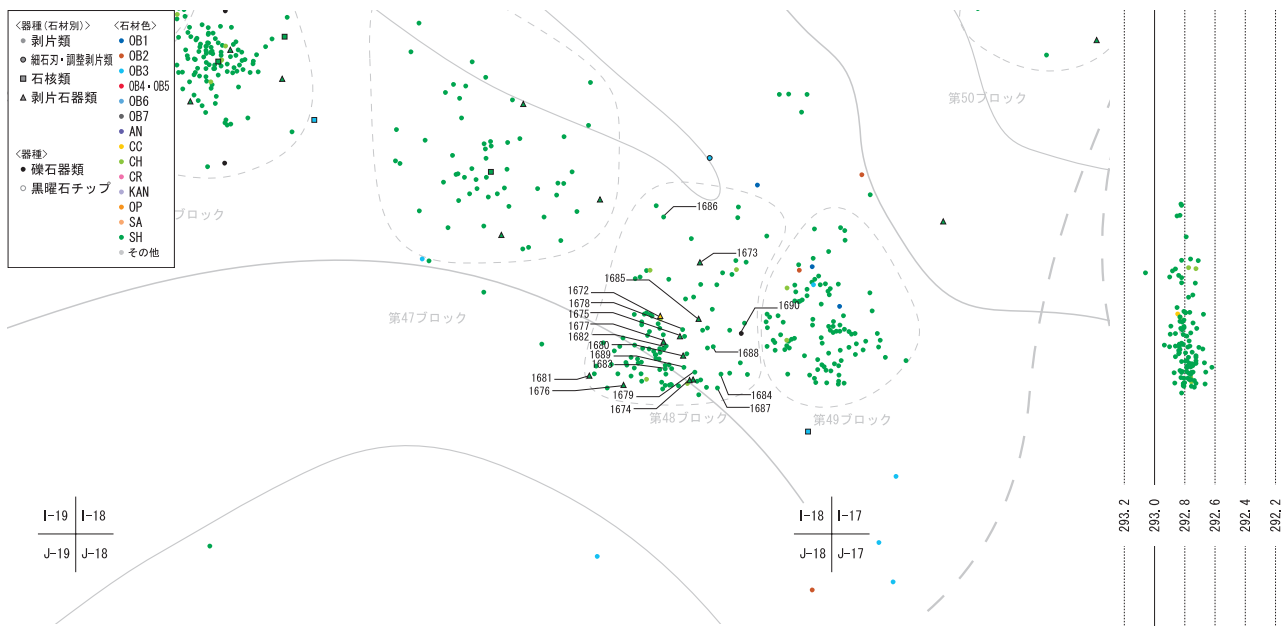 <器種(石材別)>
剥片類
細石刃・調整剥片類
石核類
剥片石器類
<器種>
礫石器類
黒曜石チップ
<石材色>
OB1
OB2
OB3
OB4・OB5
OB6
OB7
AN
CC
CH
CR
KAN
OP
SA
SH
その他
ブロック
第47ブロック
第48ブロック
第49ブロック
第50ブロック
1686
1673
1685
1672
1678
1675
1677
1682
1680
1689
1683
1681
1676
1679
1674
1690
1688
1684
1687
I-19 I-18
J-19 J-18
I-18 I-17
J-18 J-17
293.2
293.0
292.8
292.6
292.4
292.2